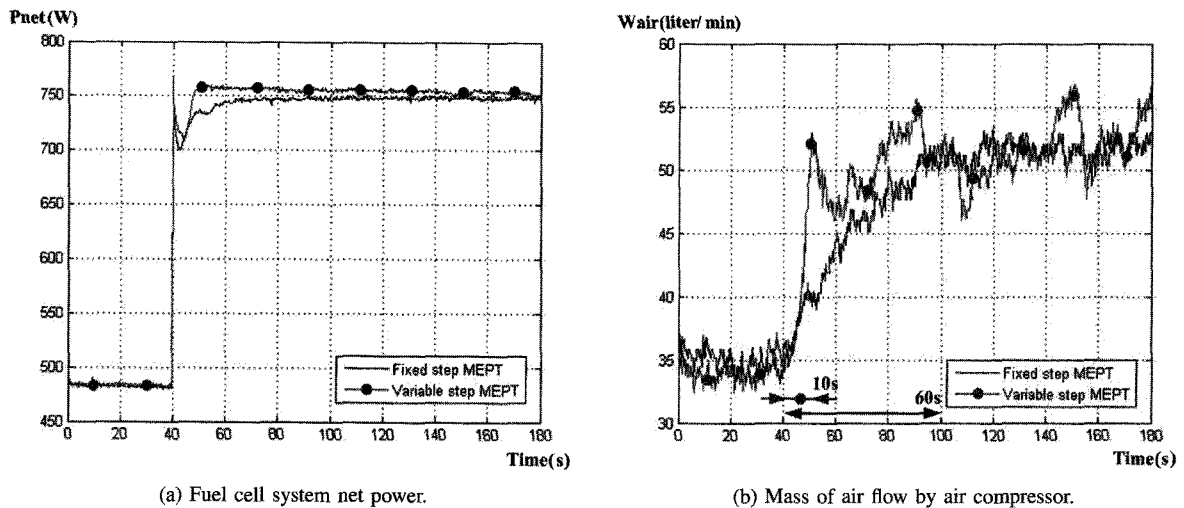 Pnet(W)
800
750
700
650
600
550
500
450
0 20 40 60 80 100 120 140 160 180
Time(s)
Fixed step MEPT
Variable step MEPT
(a) Fuel cell system net power.
Wair(liter/ min)
60
55
50
45
40
35
30
0 20 40 60 80 100 120 140 160 180
Time(s)
10s
60s
Fixed step MEPT
Variable step MEPT
(b) Mass of air flow by air compressor.